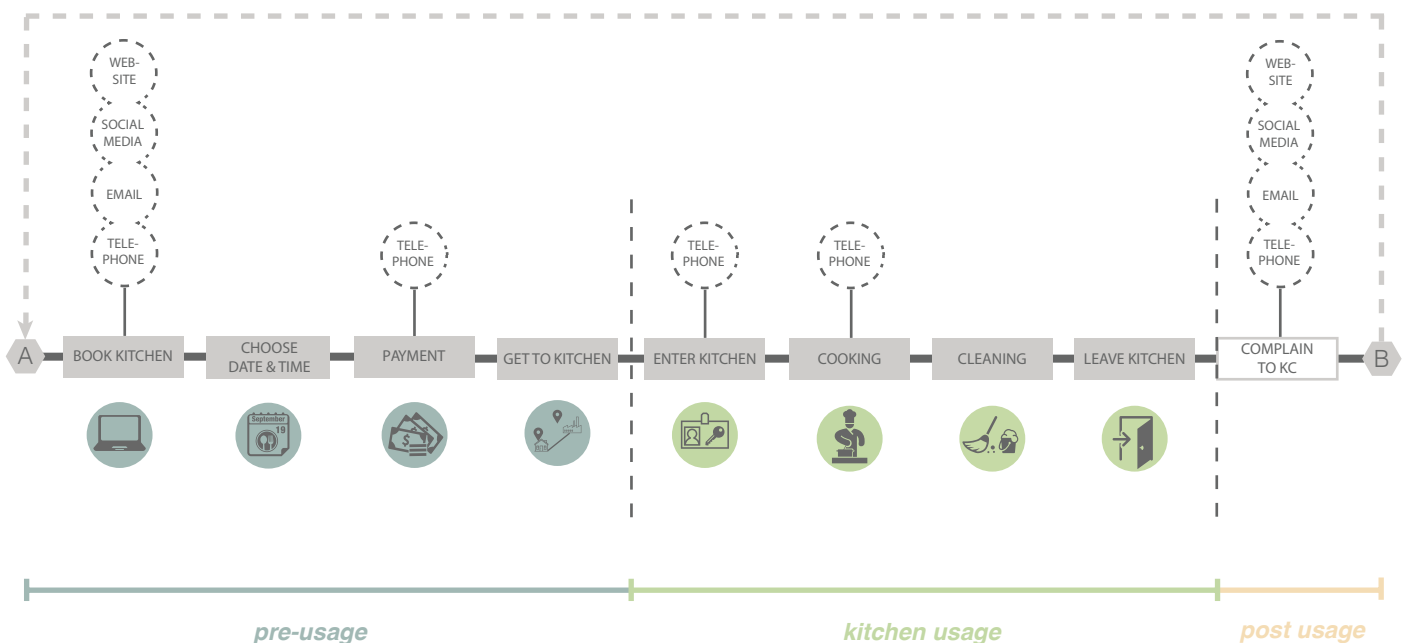 WEB-
SITE
SOCIAL
MEDIA
EMAIL
TELE-
PHONE
TELE-
PHONE
TELE-
PHONE
TELE-
PHONE
WEB-
SITE
SOCIAL
MEDIA
EMAIL
TELE-
PHONE
A
BOOK KITCHEN
CHOOSE
DATE & TIME
PAYMENT
GET TO KITCHEN
ENTER KITCHEN
COOKING
CLEANING
LEAVE KITCHEN
COMPLAIN
TO KC
B
September
19
pre-usage
kitchen usage
post usage